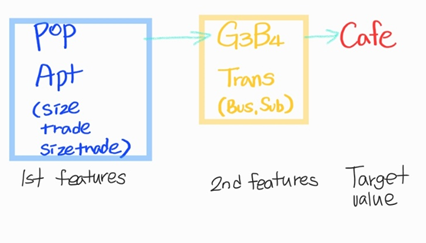 Pop
Apt
(size
trade
sizetrade)
1st features
G3B4
Trans
(Bus, Sub)
2nd features
Cafe
Target
value